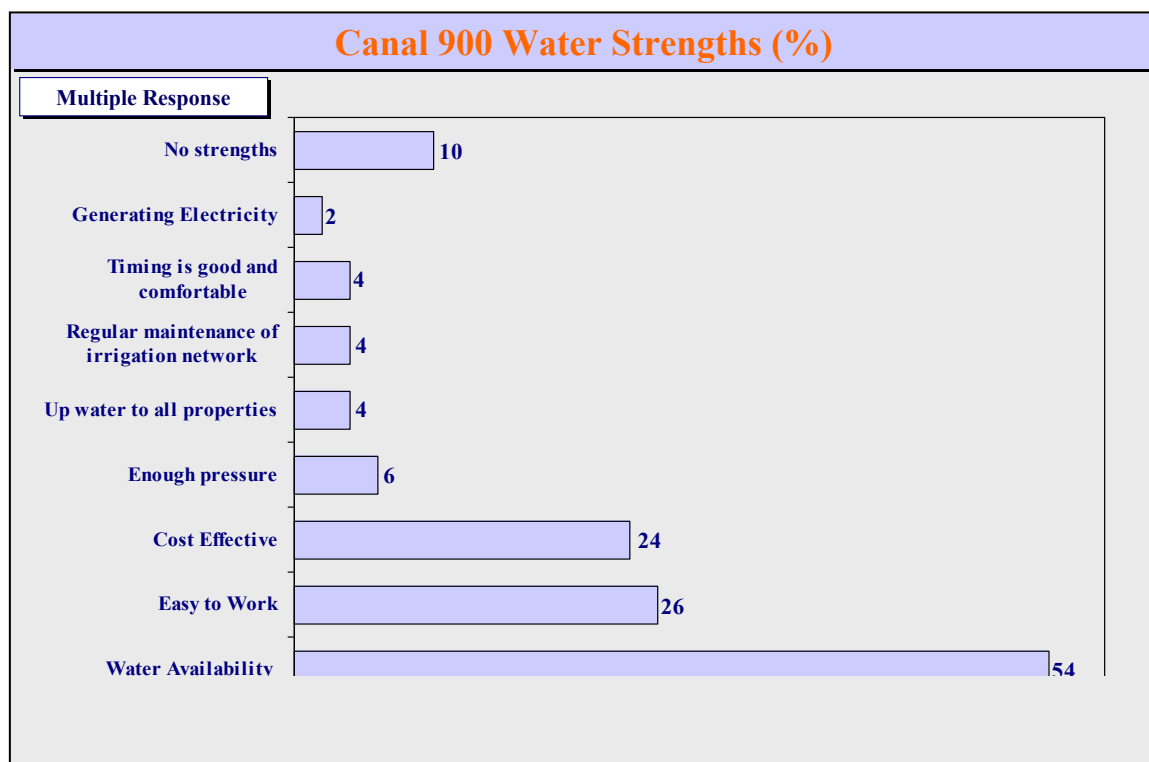 Canal 900 Water Strengths (%)
Multiple Response
No strengths
10
Generating Electricity
2
Timing is good and
comfortable
4
Regular maintenance of
irrigation network
4
Up water to all properties
4
Enough pressure
6
Cost Effective
24
Easy to Work
26
Water Availability
54